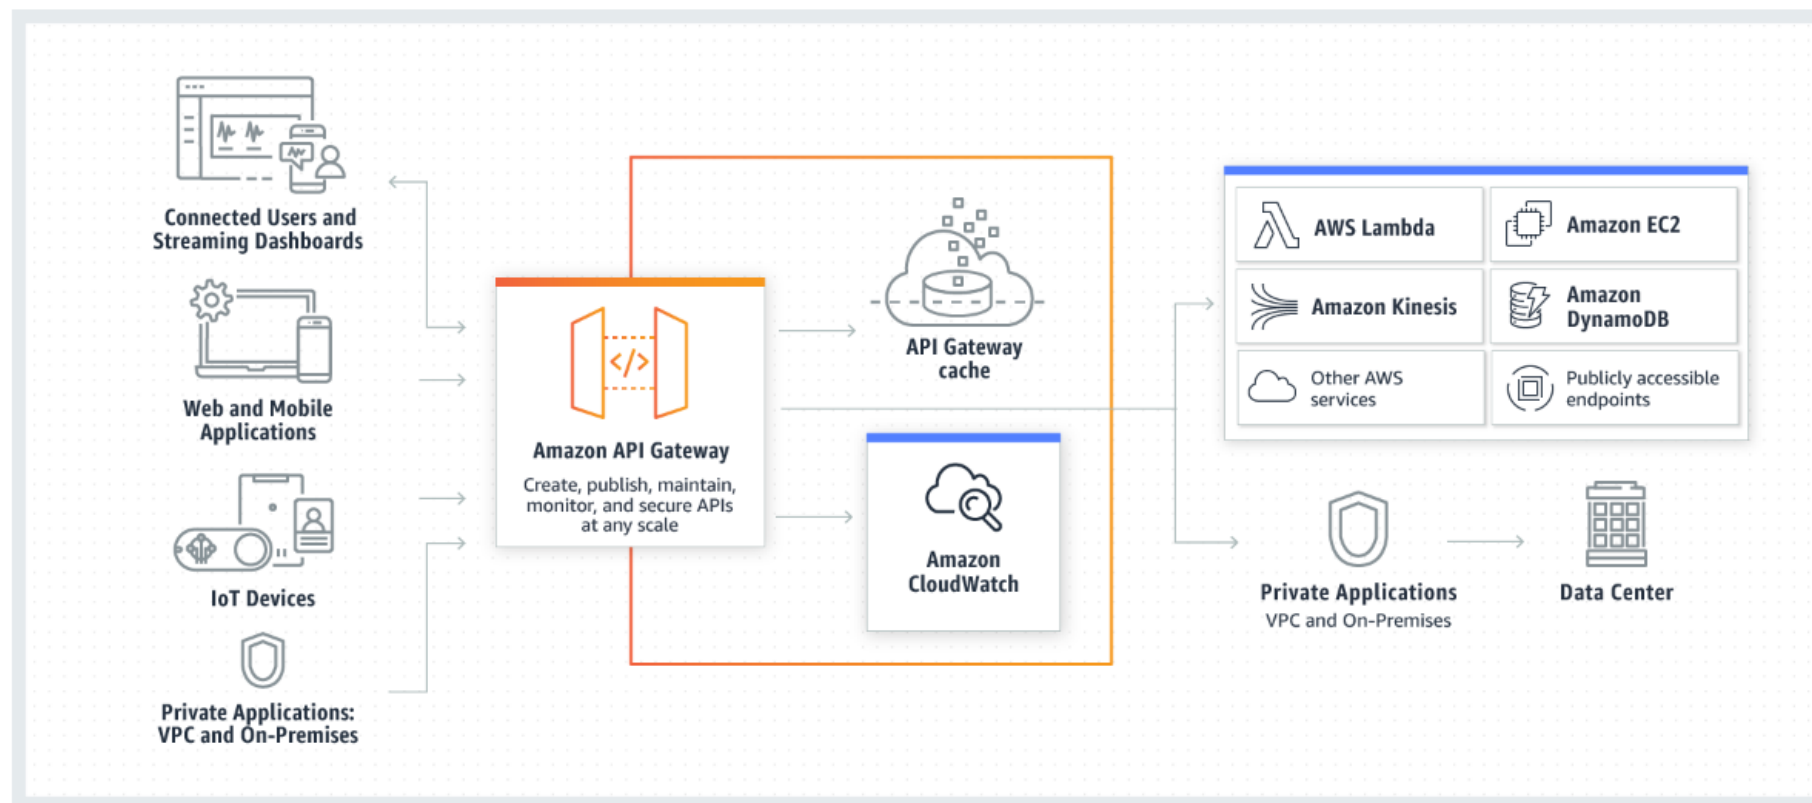 Connected Users and
Streaming Dashboards
Web and Mobile
Applications
IoT Devices
Private Applications:
VPC and On-Premises
</>
Amazon API Gateway
Create, publish, maintain,
monitor, and secure APIs
at any scale
API Gateway
cache
Amazon
CloudWatch
AWS Lambda
Amazon EC2
Amazon Kinesis
Amazon
DynamoDB
Other AWS
services
Publicly accessible
endpoints
Private Applications
VPC and On-Premises
Data Center